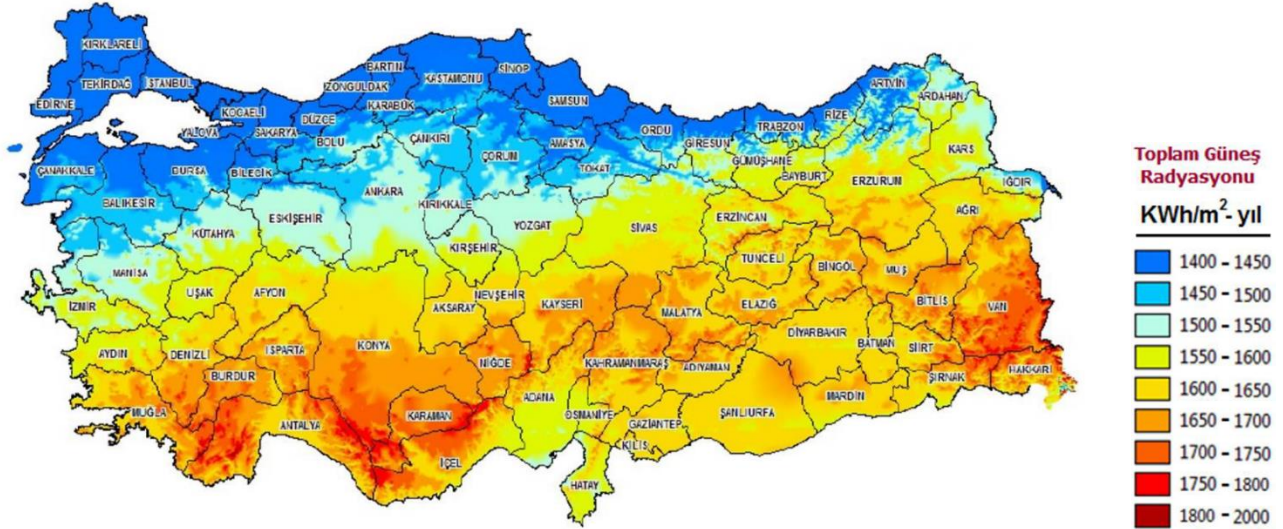 KIRKLARELİ
TEKİRDAĞ
İSTANBUL
EDİRNE
KOCAELİ
YALOVA
SAKARYA
DÜZCE
ZONGULDAK
BARTIN
KARABÜK
KASTAMONU
SİNOP
SAMSUN
BOLU
ÇANKIRI
ÇORUM
AMASYA
ORDU
TOKAT
GİRESUN
TRABZON
GÜMÜŞHANE
RİZE
ARTVİN
ARDAHAN
BAYBURT
KARS
ERZURUM
IĞDIR
AĞRI
ÇANAKKALE
BALIKESİR
BURSA
BİLECİK
ESKİŞEHİR
KÜTAHYA
ANKARA
KIRIKKALE
YOZGAT
KIRŞEHİR
SİVAS
ERZİNCAN
TUNCELİ
BİNGÖL
MUŞ
BİTLİS
VAN
MANİSA
İZMİR
UŞAK
AFYON
AKSARAY
NEVŞEHİR
KAYSERİ
MALATYA
ELAZIĞ
DİYARBAKIR
BATMAN
SİİRT
ŞIRNAK
HAKKARİ
AYDIN
DENİZLİ
ISPARTA
BURDUR
KONYA
NİĞDE
KAHRAMANMARAŞ
ADIYAMAN
MARDİN
MUĞLA
ANTALYA
KARAMAN
İÇEL
ADANA
OSMANİYE
GAZİANTEP
KİLİS
ŞANLIURFA
HATAY
Toplam Güneş
Radyasyonu
KWh/m²- yıl
1400 - 1450
1450 - 1500
1500 - 1550
1550 - 1600
1600 - 1650
1650 - 1700
1700 - 1750
1750 - 1800
1800 - 2000